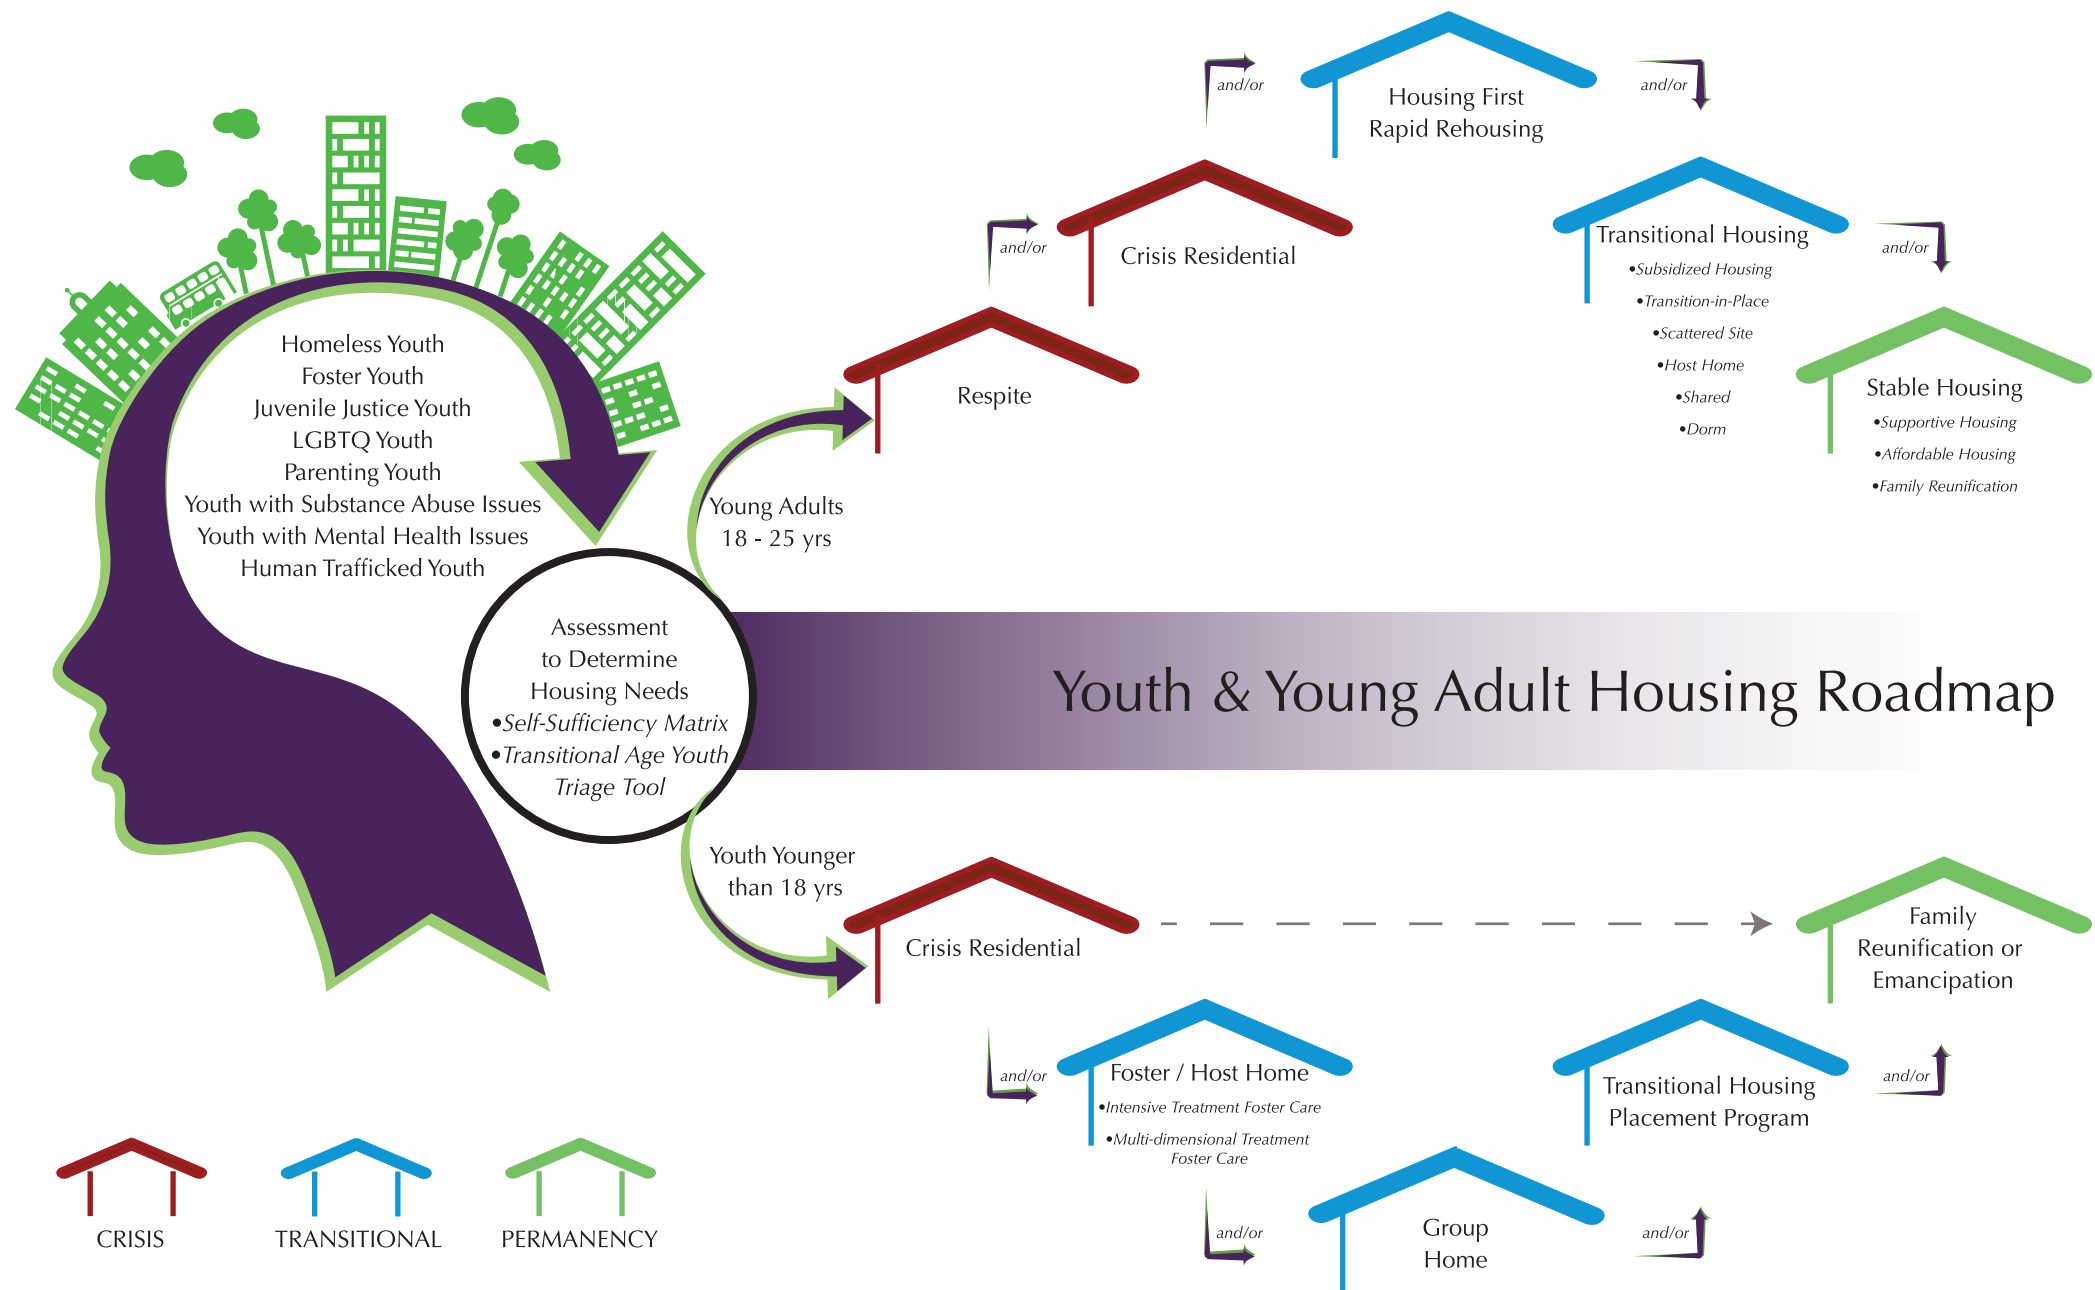 Homeless Youth
Foster Youth
Juvenile Justice Youth
LGBTQ Youth
Parenting Youth
Youth with Substance Abuse Issues
Youth with Mental Health Issues
Human Trafficked Youth
Assessment
to Determine
Housing Needs
•Self-Sufficiency Matrix
•Transitional Age Youth
Triage Tool
Young Adults
18 - 25 yrs
Respite
and/or
Crisis Residential
and/or
Housing First
Rapid Rehousing
and/or
Transitional Housing
•Subsidized Housing
•Transition-in-Place
•Scattered Site
•Host Home
•Shared
•Dorm
and/or
Stable Housing
•Supportive Housing
•Affordable Housing
•Family Reunification
Youth & Young Adult Housing Roadmap
Youth Younger
than 18 yrs
Crisis Residential
and/or
Foster / Host Home
•Intensive Treatment Foster Care
•Multi-dimensional Treatment
Foster Care
and/or
Group
Home
and/or
Transitional Housing
Placement Program
and/or
Family
Reunification or
Emancipation
CRISIS
TRANSITIONAL
PERMANENCY